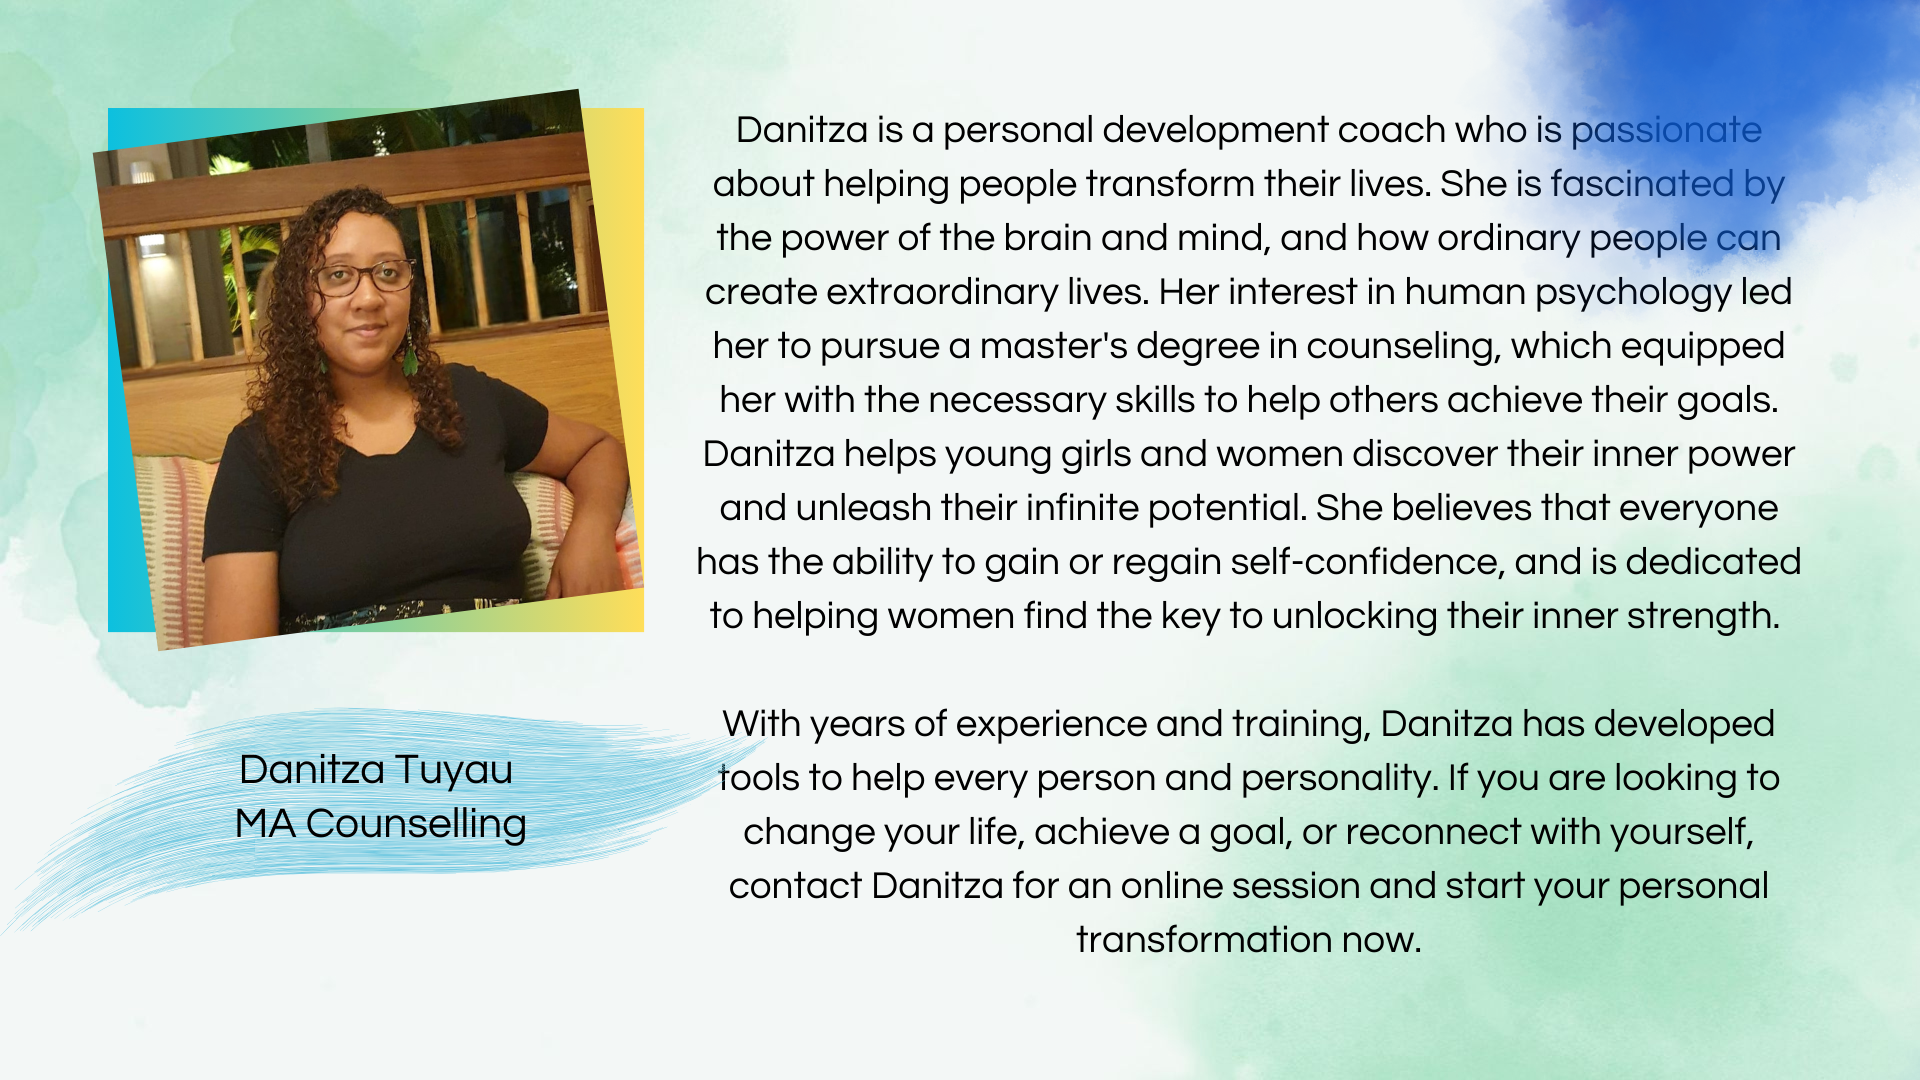 Danitza is a personal development coach who is passionate
about helping people transform their lives. She is fascinated by
the power of the brain and mind, and how ordinary people can
create extraordinary lives. Her interest in human psychology led
her to pursue a master's degree in counseling, which equipped
her with the necessary skills to help others achieve their goals.
Danitza helps young girls and women discover their inner power
and unleash their infinite potential. She believes that everyone
has the ability to gain or regain self-confidence, and is dedicated
to helping women find the key to unlocking their inner strength.
With years of experience and training, Danitza has developed
tools to help every person and personality. If you are looking to
change your life, achieve a goal, or reconnect with yourself,
contact Danitza for an online session and start your personal
transformation now.
Danitza Tuyau
MA Counselling